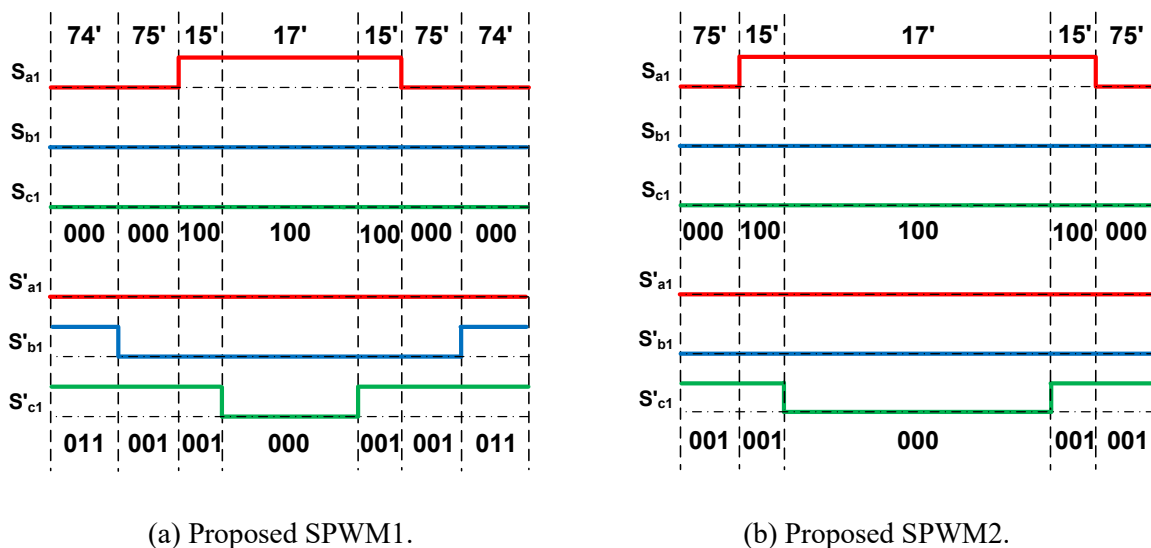 74' 75' 15' 17' 15' 75' 74'
Sa1
Sb1
Sc1
000 000 100 100 100 000 000
S'a1
S'b1
S'c1
011 001 001 000 001 001 011
(a) Proposed SPWM1.
75' 15' 17' 15' 75'
Sa1
Sb1
Sc1
000 100 100 100 000
S'a1
S'b1
S'c1
001 001 000 001 001
(b) Proposed SPWM2.